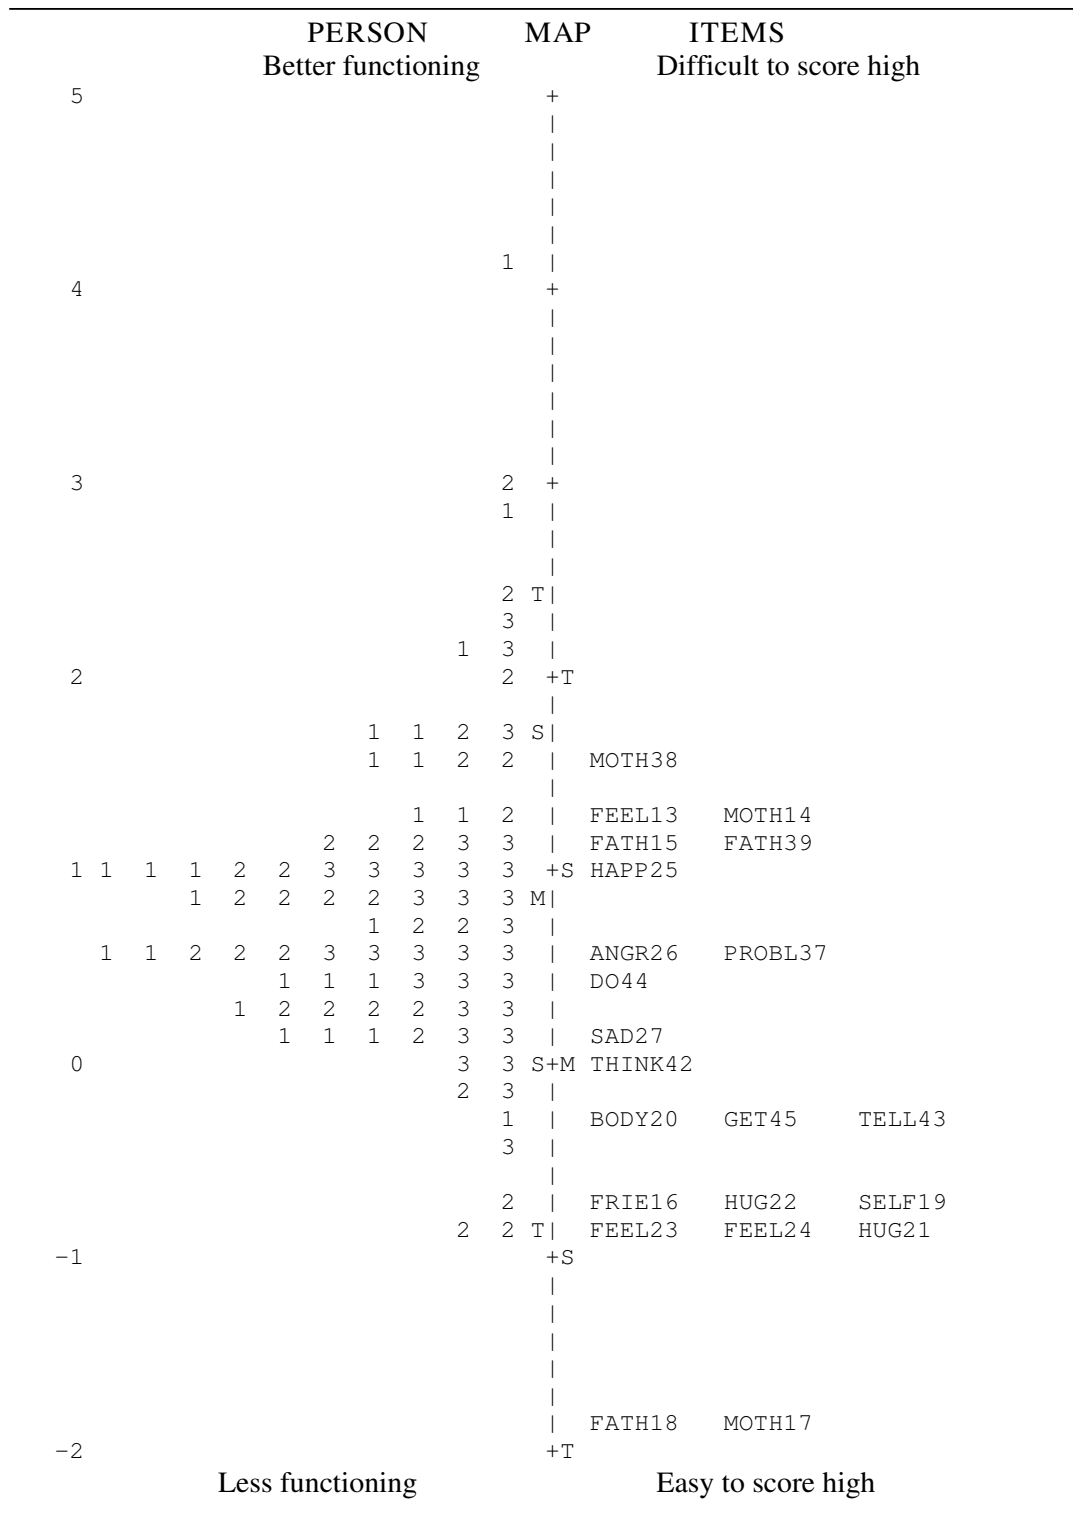 PERSON MAP ITEMS
Better functioning Difficult to score high
5 +
|
|
|
|
|
1 |
4 +
|
|
|
|
|
|
3 2 +
1 |
|
|
2 T|
3 |
1 3 |
2 2 +T
|
1 1 2 3 S|
1 1 2 2 | MOTH38
|
1 1 2 | FEEL13 MOTH14
2 2 2 3 3 | FATH15 FATH39
1 1 1 1 2 2 3 3 3 3 3 +S HAPP25
1 2 2 2 2 3 3 3 M|
1 2 2 3 |
1 1 2 2 2 3 3 3 3 3 | ANGR26 PROBL37
1 1 1 3 3 3 | DO44
1 2 2 2 2 3 3 |
1 1 1 2 3 3 | SAD27
0 3 3 S+M THINK42
2 3 |
1 | BODY20 GET45 TELL43
3 |
|
2 | FRIE16 HUG22 SELF19
2 2 T| FEEL23 FEEL24 HUG21
-1 +S
|
|
|
|
|
| FATH18 MOTH17
-2 +T
Less functioning Easy to score high